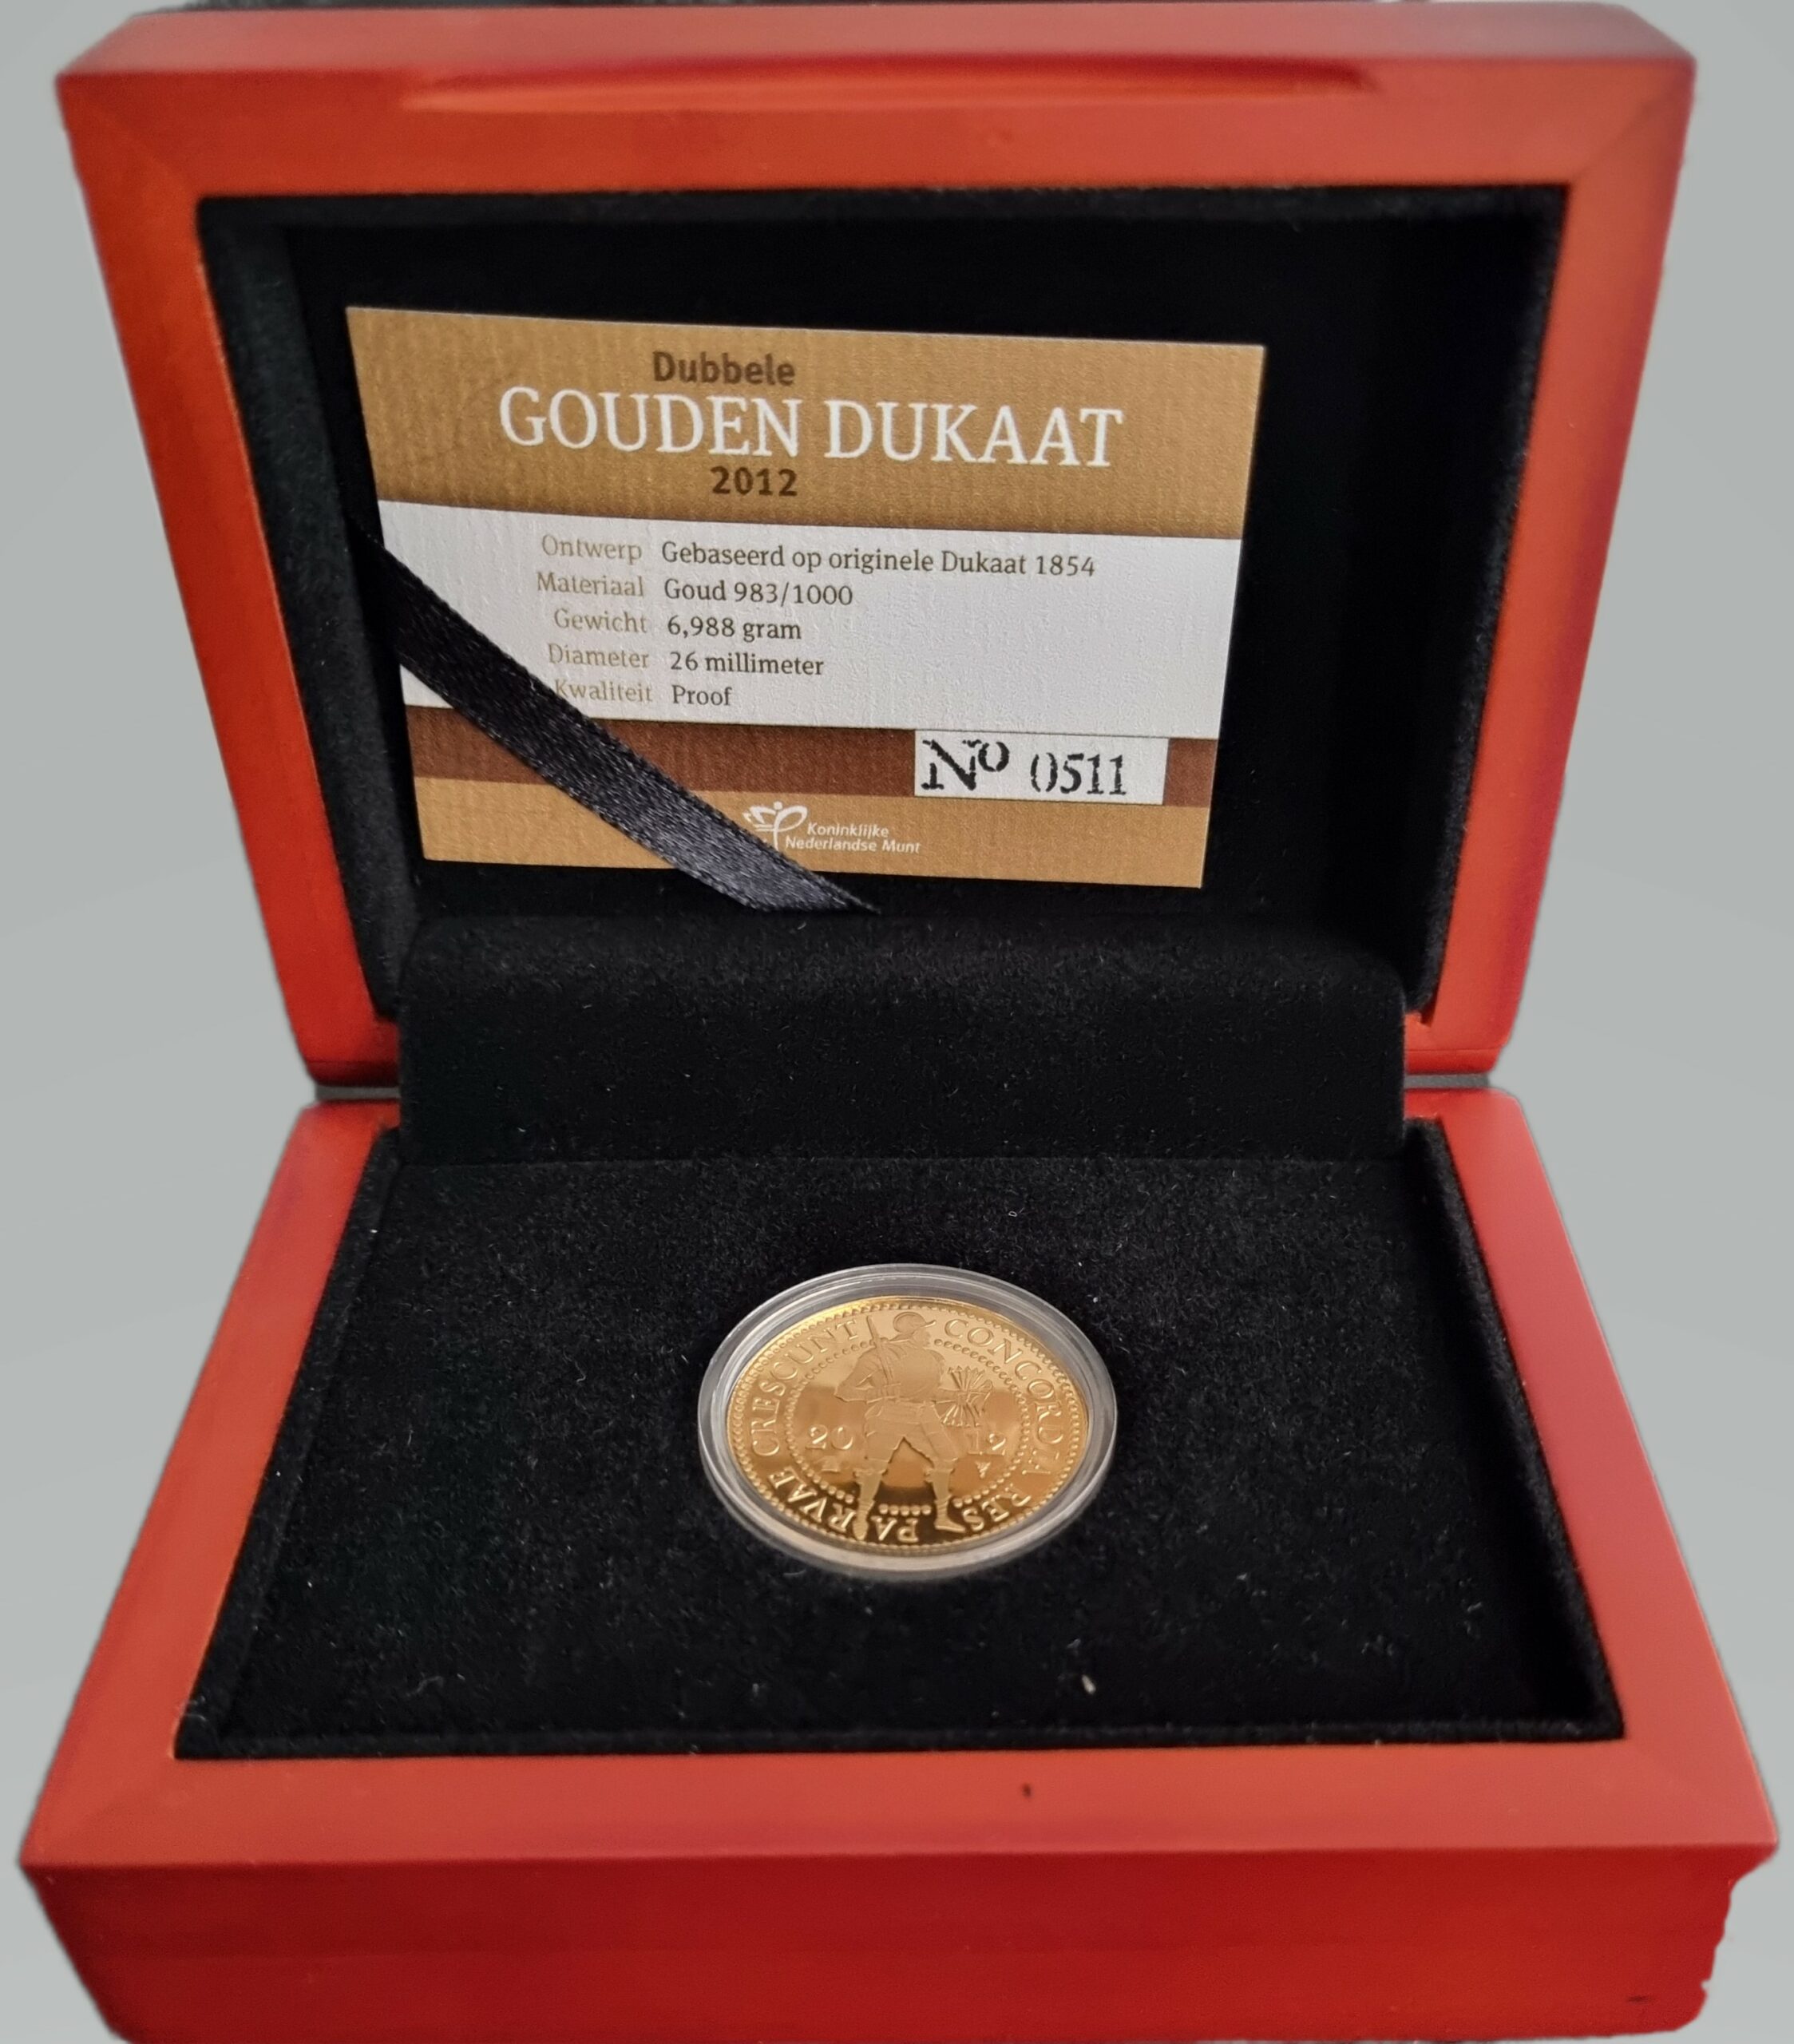 Dubbele
GOUDEN DUKAAT
2012
Ontwerp Gebaseerd op originele Dukaat 1854
Materiaal Goud 983/1000
Gewicht 6,988 gram
Diameter 26 millimeter
Kwaliteit Proof
No 0511
Koninklijke
Nederlandse Munt
CONCORDIA RES PARVAE CRESCUNT
20 12